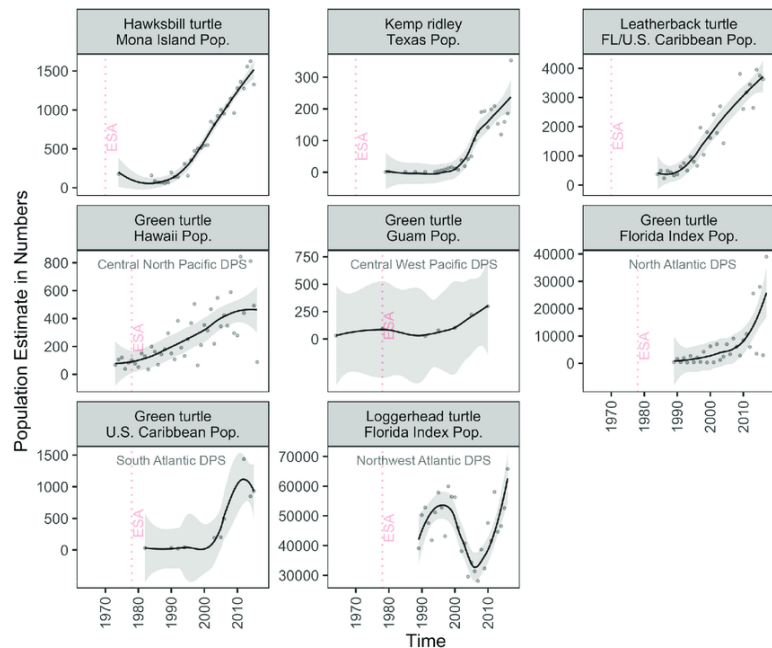 Hawksbill turtle
Mona Island Pop.
Kemp ridley
Texas Pop.
Leatherback turtle
FL/U.S. Caribbean Pop.
1500
1000
500
0
ESA
300
200
100
0
ESA
4000
3000
2000
1000
0
ESA
Population Estimate in Numbers
Green turtle
Hawaii Pop.
Green turtle
Guam Pop.
Green turtle
Florida Index Pop.
800
600
400
200
0
Central North Pacific DPS
ESA
750
500
250
0
Central West Pacific DPS
ESA
40000
30000
20000
10000
0
North Atlantic DPS
ESA
1970
1980
1990
2000
2010
Green turtle
U.S. Caribbean Pop.
Loggerhead turtle
Florida Index Pop.
1500
1000
500
0
South Atlantic DPS
ESA
70000
60000
50000
40000
30000
Northwest Atlantic DPS
ESA
1970
1980
1990
2000
2010
1970
1980
1990
2000
2010
Time